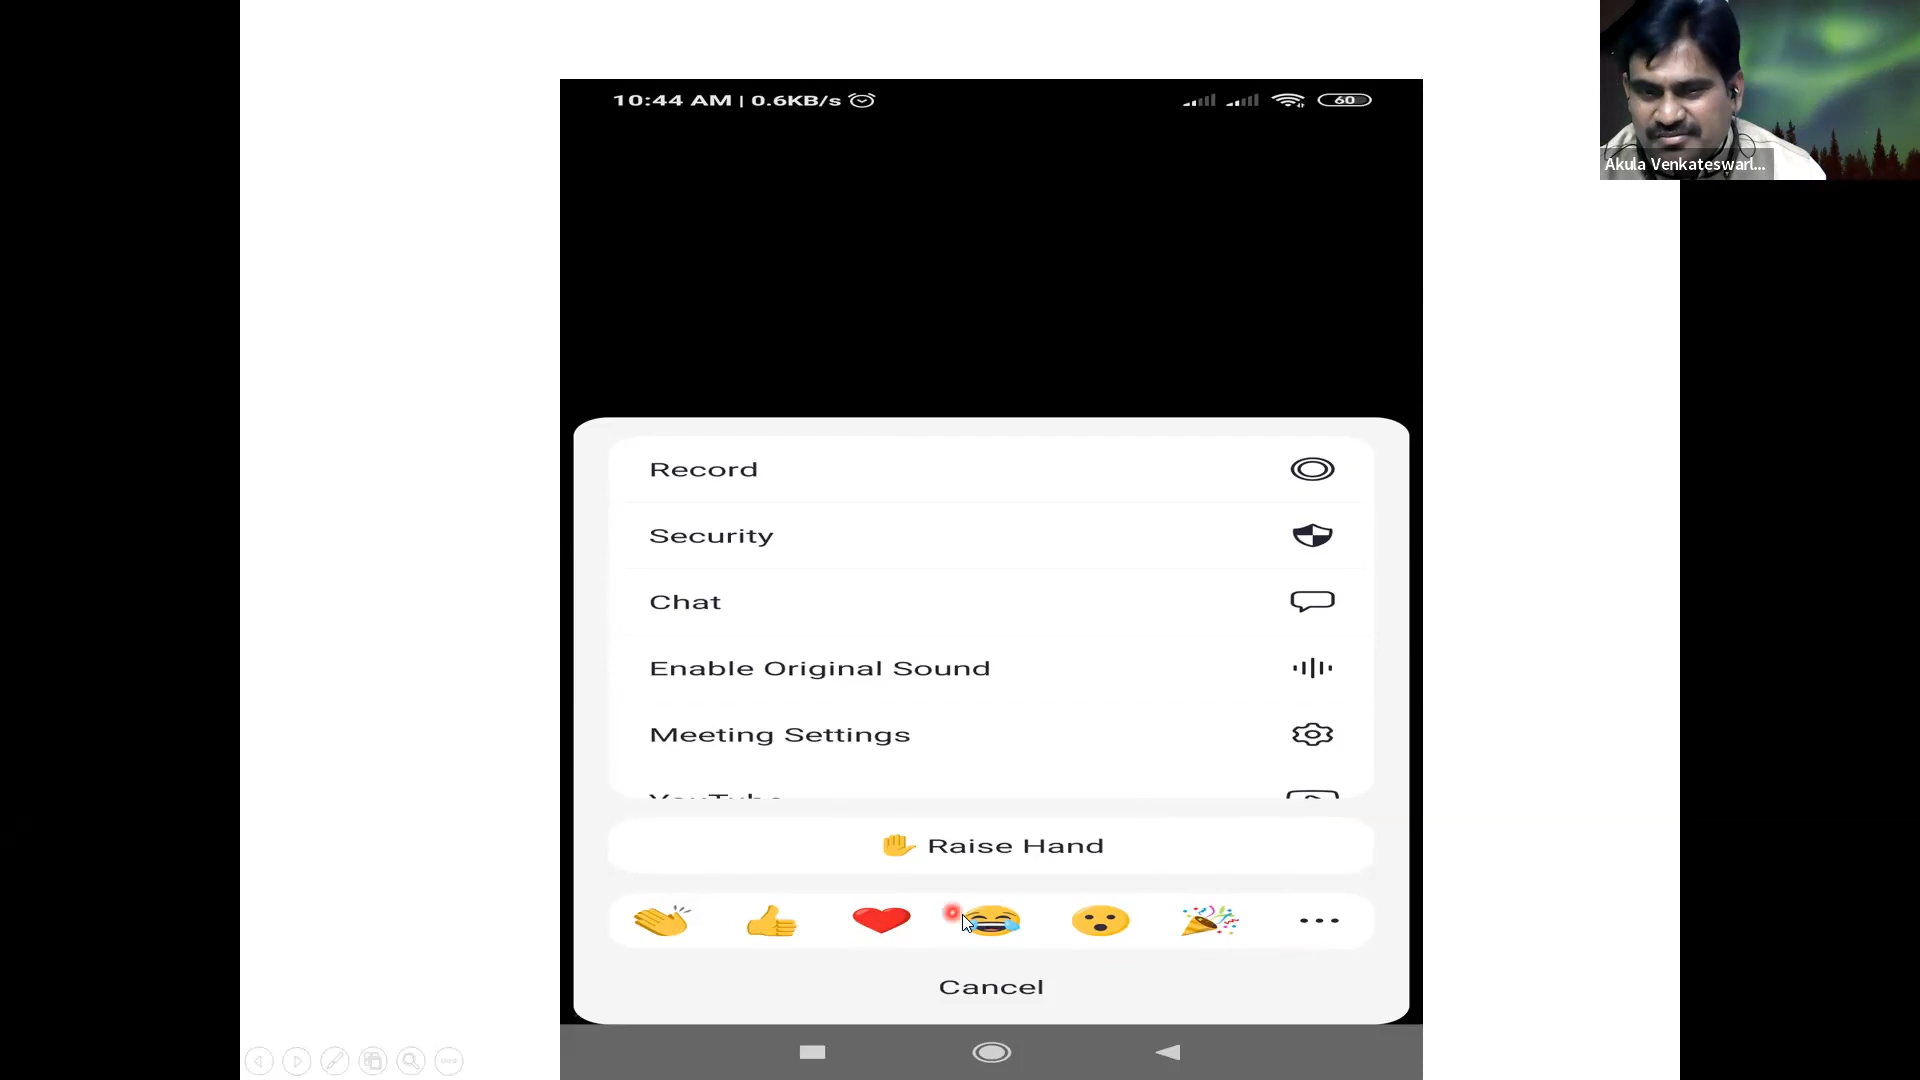 10:44 AM | 0.6KB/s
60
Akula Venkateswarl...
Record
Security
Chat
Enable Original Sound
Meeting Settings
YouTube
Raise Hand
Cancel